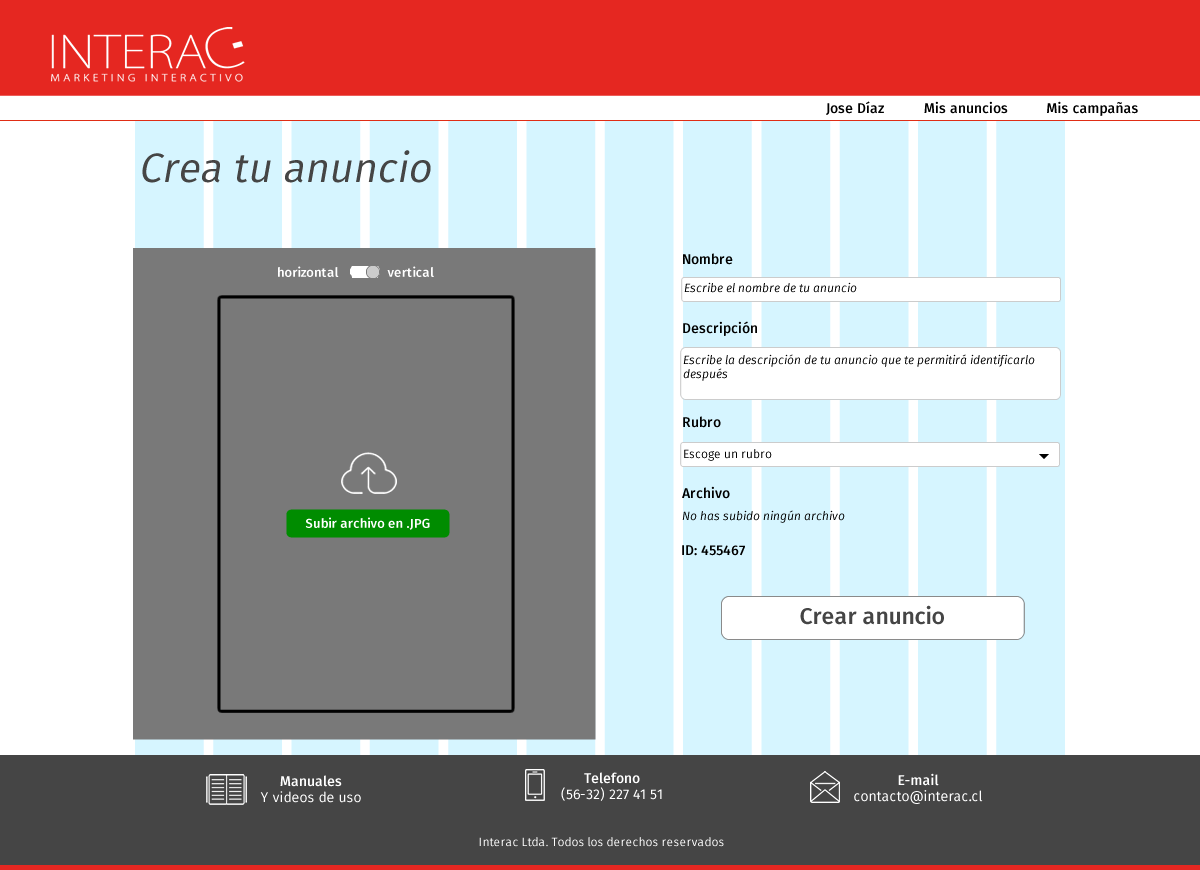 INTERAC
MARKETING INTERACTIVO
Jose Díaz
Mis anuncios
Mis campañas
Crea tu anuncio
horizontal
vertical
Subir archivo en .JPG
Nombre
Escribe el nombre de tu anuncio
Descripción
Escribe la descripción de tu anuncio que te permitirá identificarlo
después
Rubro
Escoge un rubro
Archivo
No has subido ningún archivo
ID: 455467
Crear anuncio
Manuales
Y videos de uso
Telefono
(56-32) 227 41 51
E-mail
contacto@interac.cl
Interac Ltda. Todos los derechos reservados